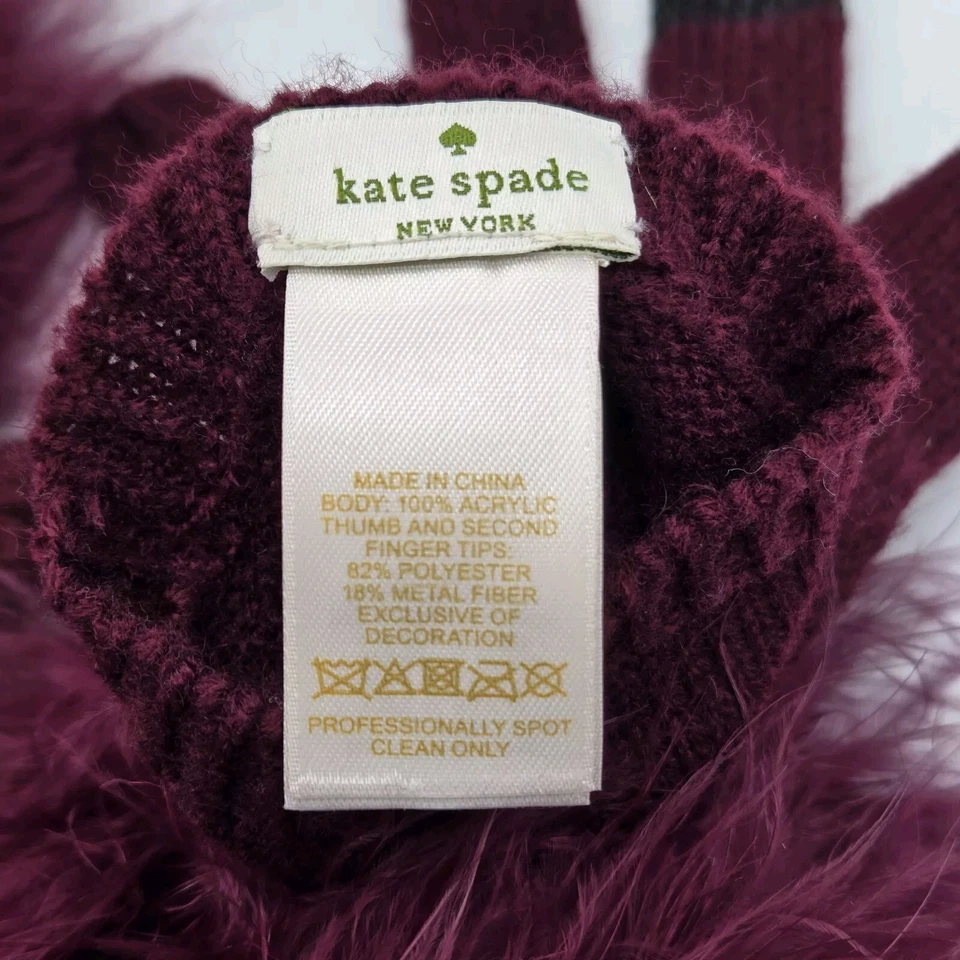 kate spade
NEW YORK
MADE IN CHINA
BODY: 100% ACRYLIC
THUMB AND SECOND
FINGER TIPS:
82% POLYESTER
18% METAL FIBER
EXCLUSIVE OF
DECORATION
PROFESSIONALLY SPOT
CLEAN ONLY